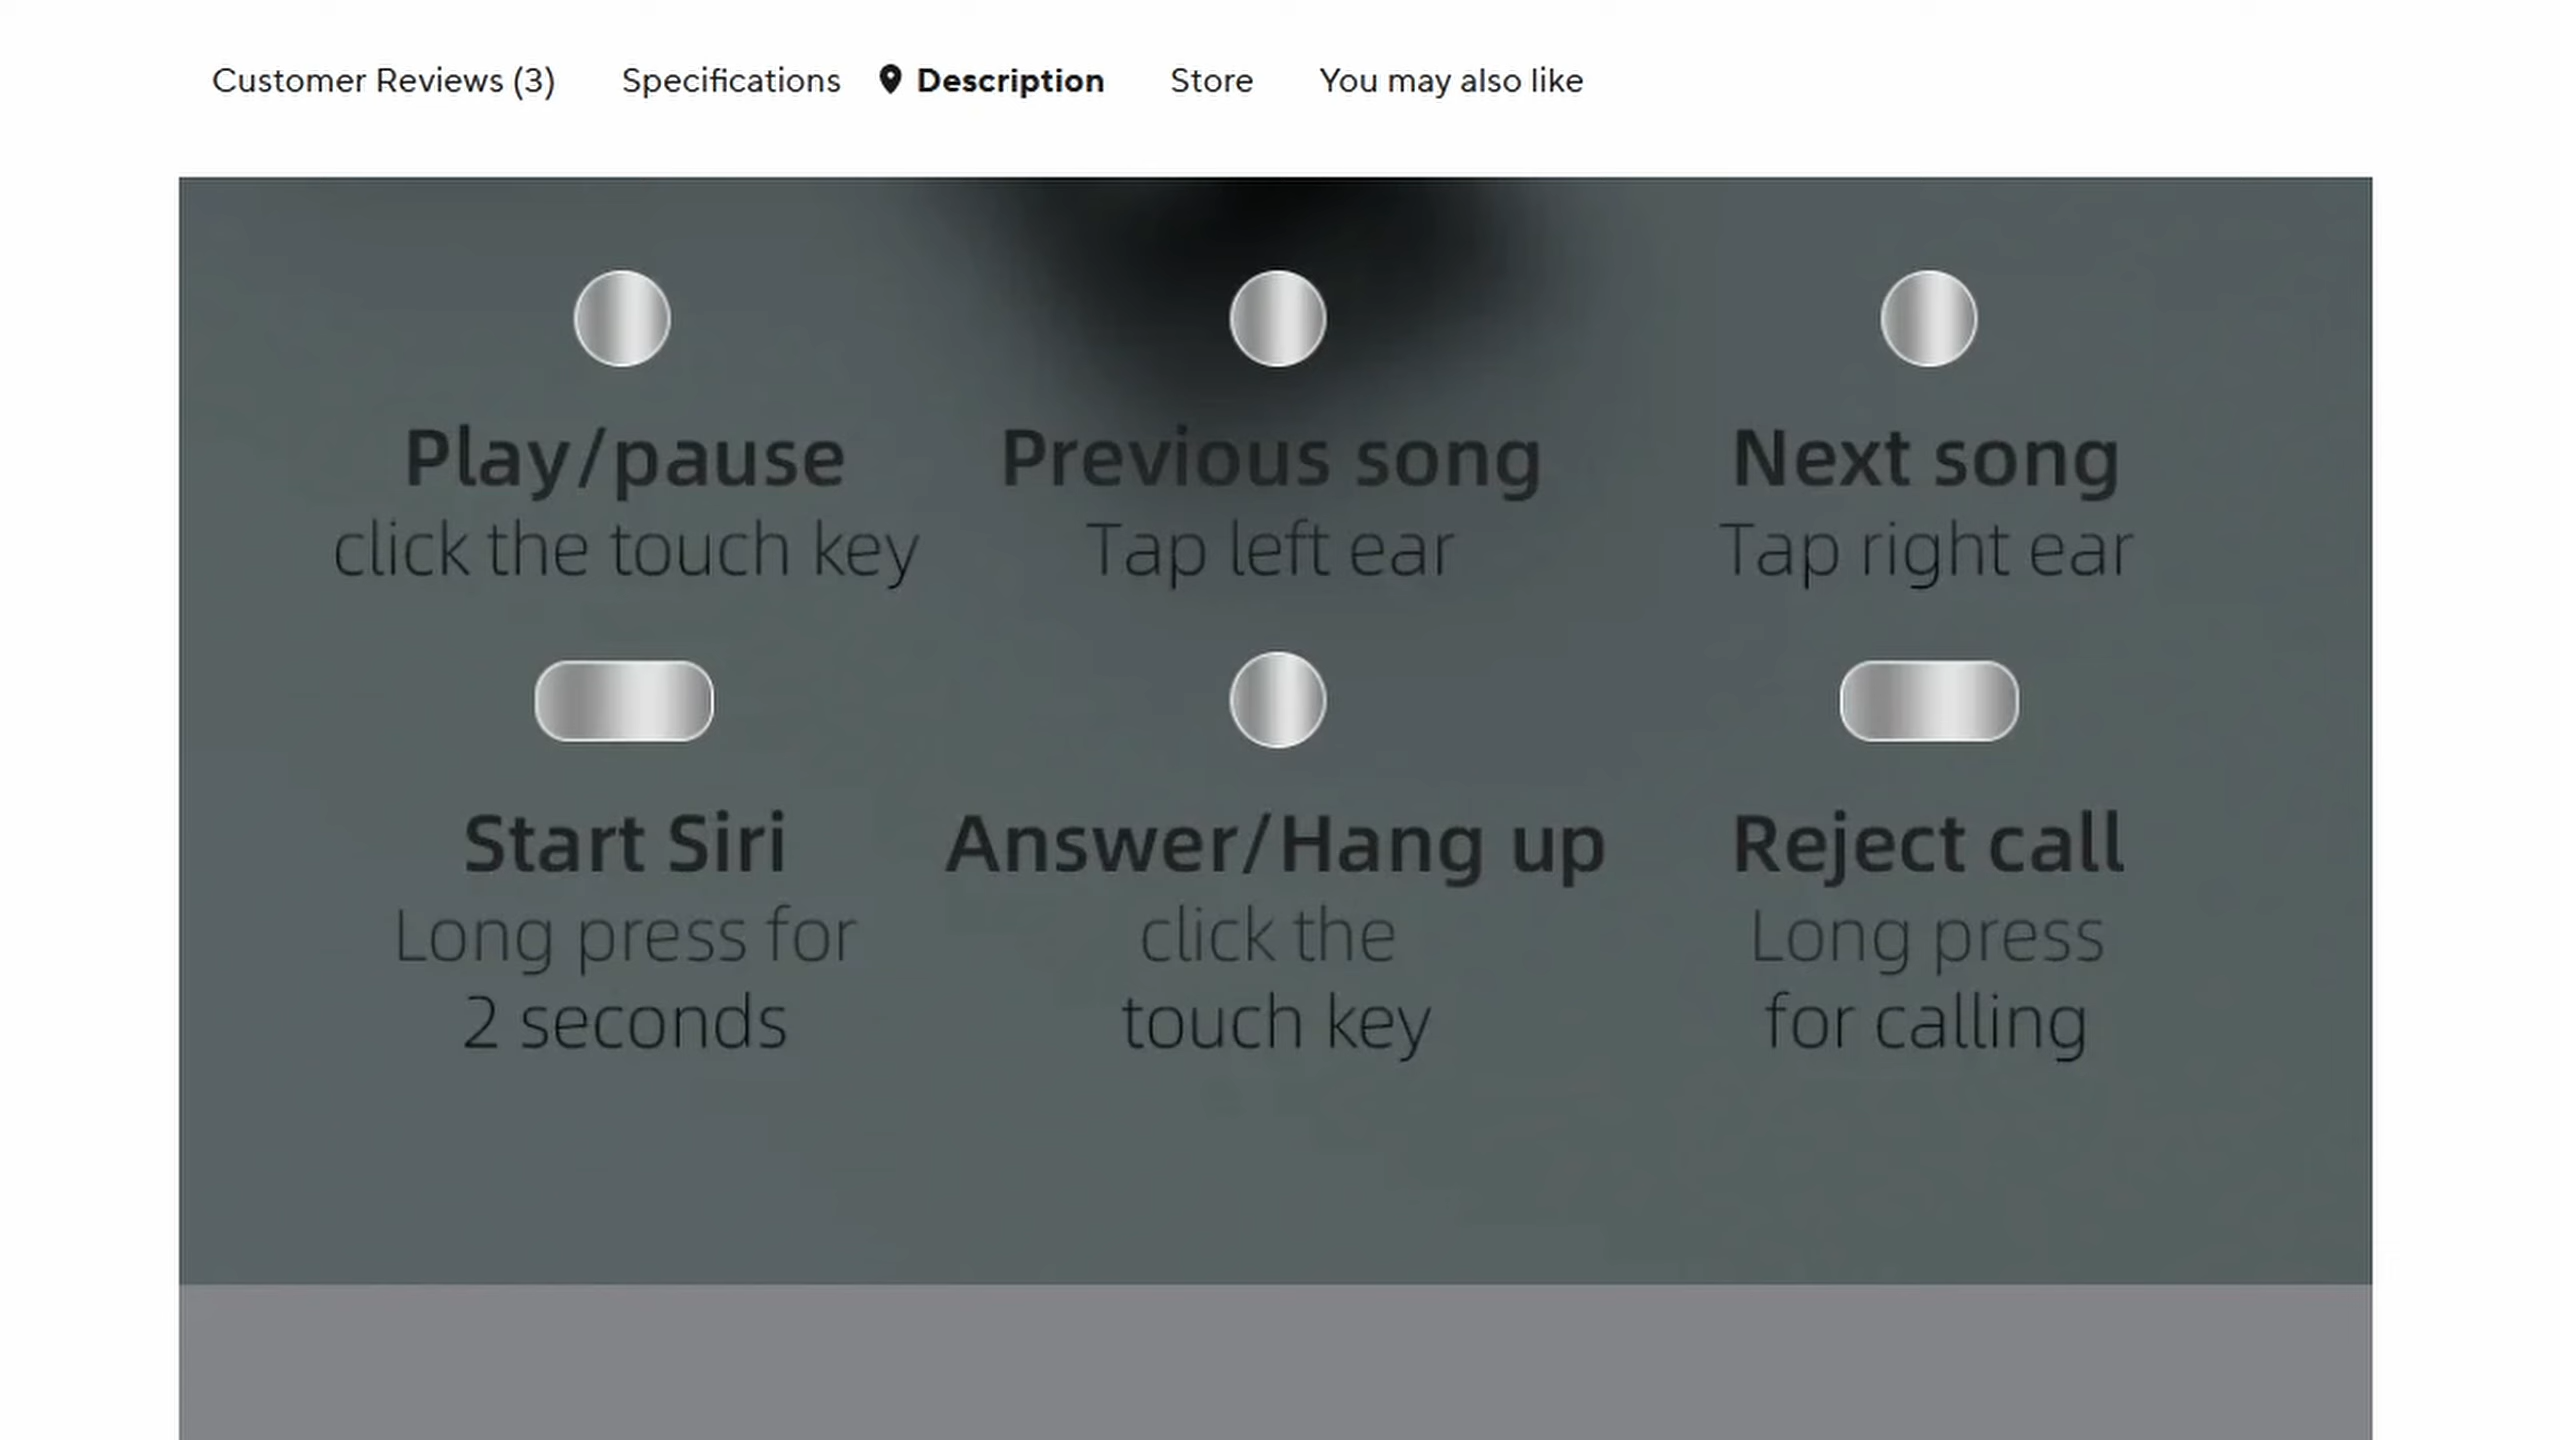 Customer Reviews (3) Specifications Description Store You may also like
Play/pause
click the touch key
Previous song
Tap left ear
Next song
Tap right ear
Start Siri
Long press for
2 seconds
Answer/Hang up
click the
touch key
Reject call
Long press
for calling